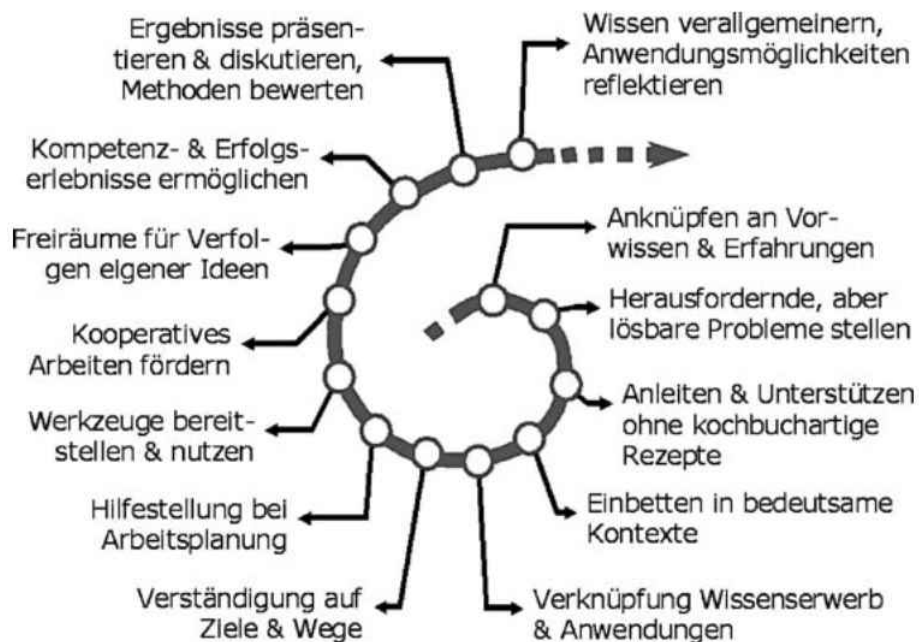 Ergebnisse präsen-
tieren & diskutieren,
Methoden bewerten
Wissen verallgemeinern,
Anwendungsmöglichkeiten
reflektieren
Kompetenz- & Erfolgs-
erlebnisse ermöglichen
Freiräume für Verfol-
gen eigener Ideen
Kooperatives
Arbeiten fördern
Werkzeuge bereit-
stellen & nutzen
Hilfestellung bei
Arbeitsplanung
Verständigung auf
Ziele & Wege
Anknüpfen an Vor-
wissen & Erfahrungen
Herausfordernde, aber
lösbare Probleme stellen
Anleiten & Unterstützen
ohne kochbuchartige
Rezepte
Einbetten in bedeutsame
Kontexte
Verknüpfung Wissenserwerb
& Anwendungen